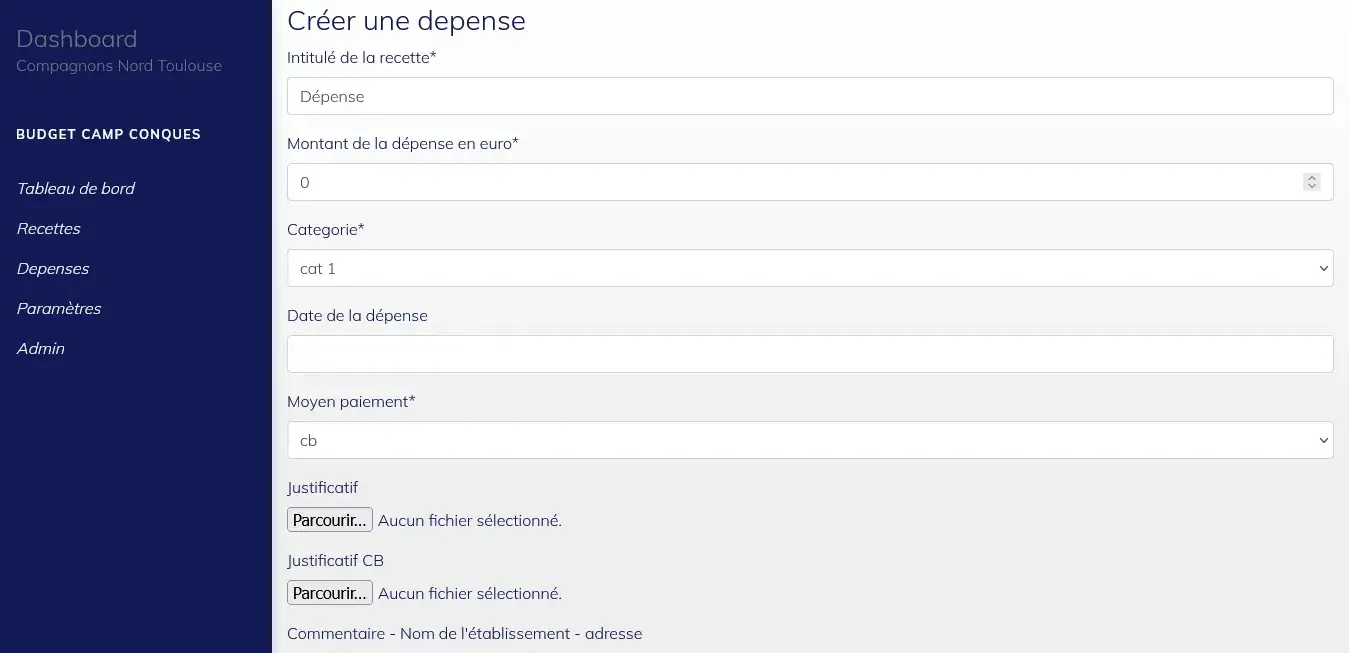 Dashboard
Compagnons Nord Toulouse
BUDGET CAMP CONQUES
Tableau de bord
Recettes
Depenses
Paramètres
Admin
Créer une depense
Intitulé de la recette*
Dépense
Montant de la dépense en euro*
0
Categorie*
cat 1
Date de la dépense
Moyen paiement*
cb
Justificatif
Parcourir... Aucun fichier sélectionné.
Justificatif CB
Parcourir... Aucun fichier sélectionné.
Commentaire - Nom de l'établissement - adresse